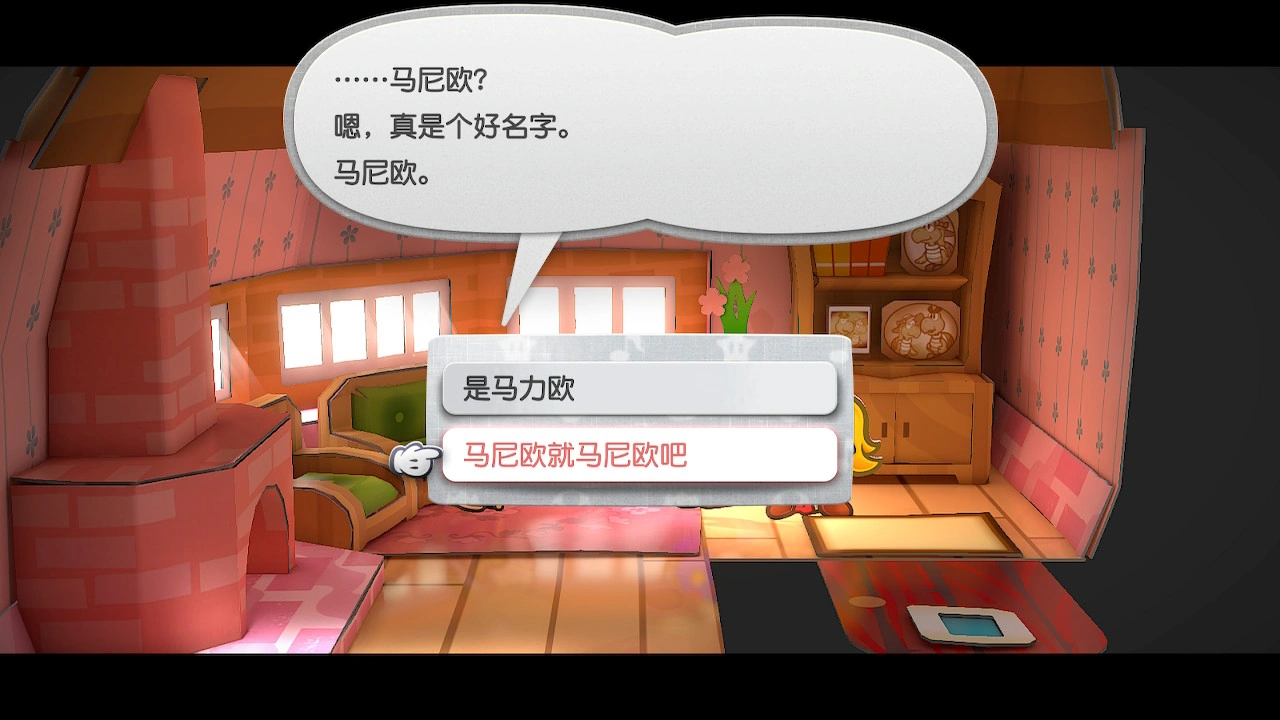 ……马尼欧?
嗯，真是个好名字。
马尼欧。
是马力欧
马尼欧就马尼欧吧